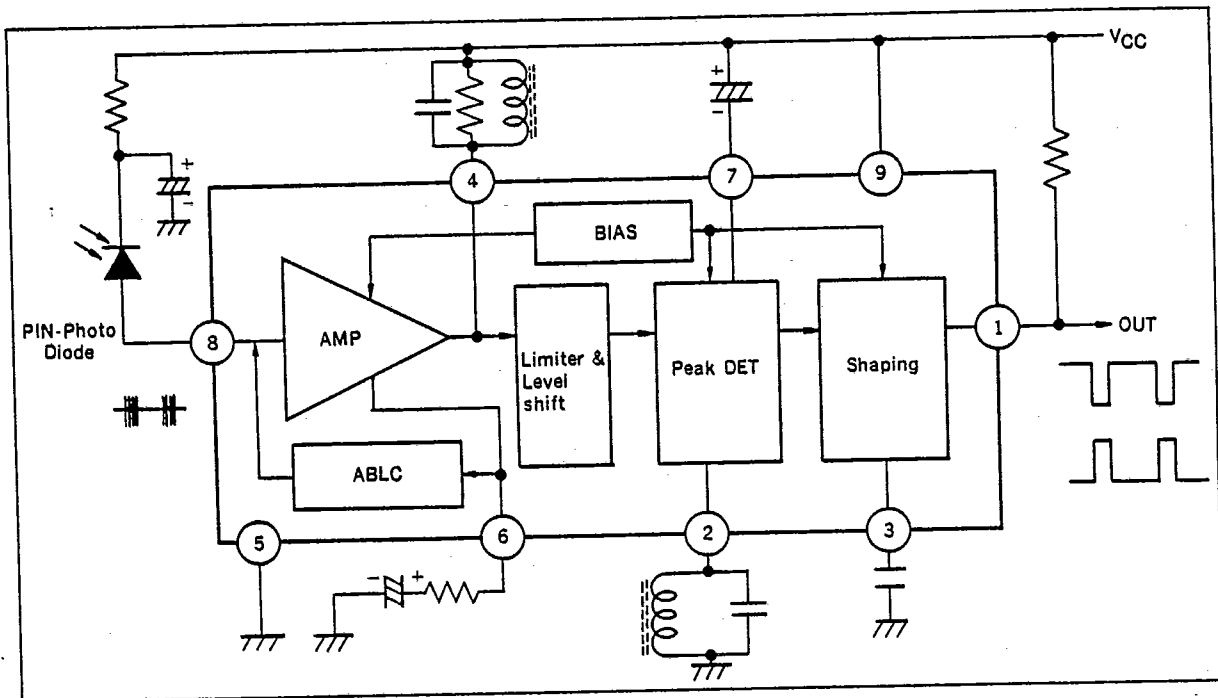 VCC
+
-
+
-
4
7
9
BIAS
PIN-Photo
Diode
8
AMP
Limiter &
Level
shift
Peak DET
Shaping
1
OUT
ABLC
5
6
2
3
- +